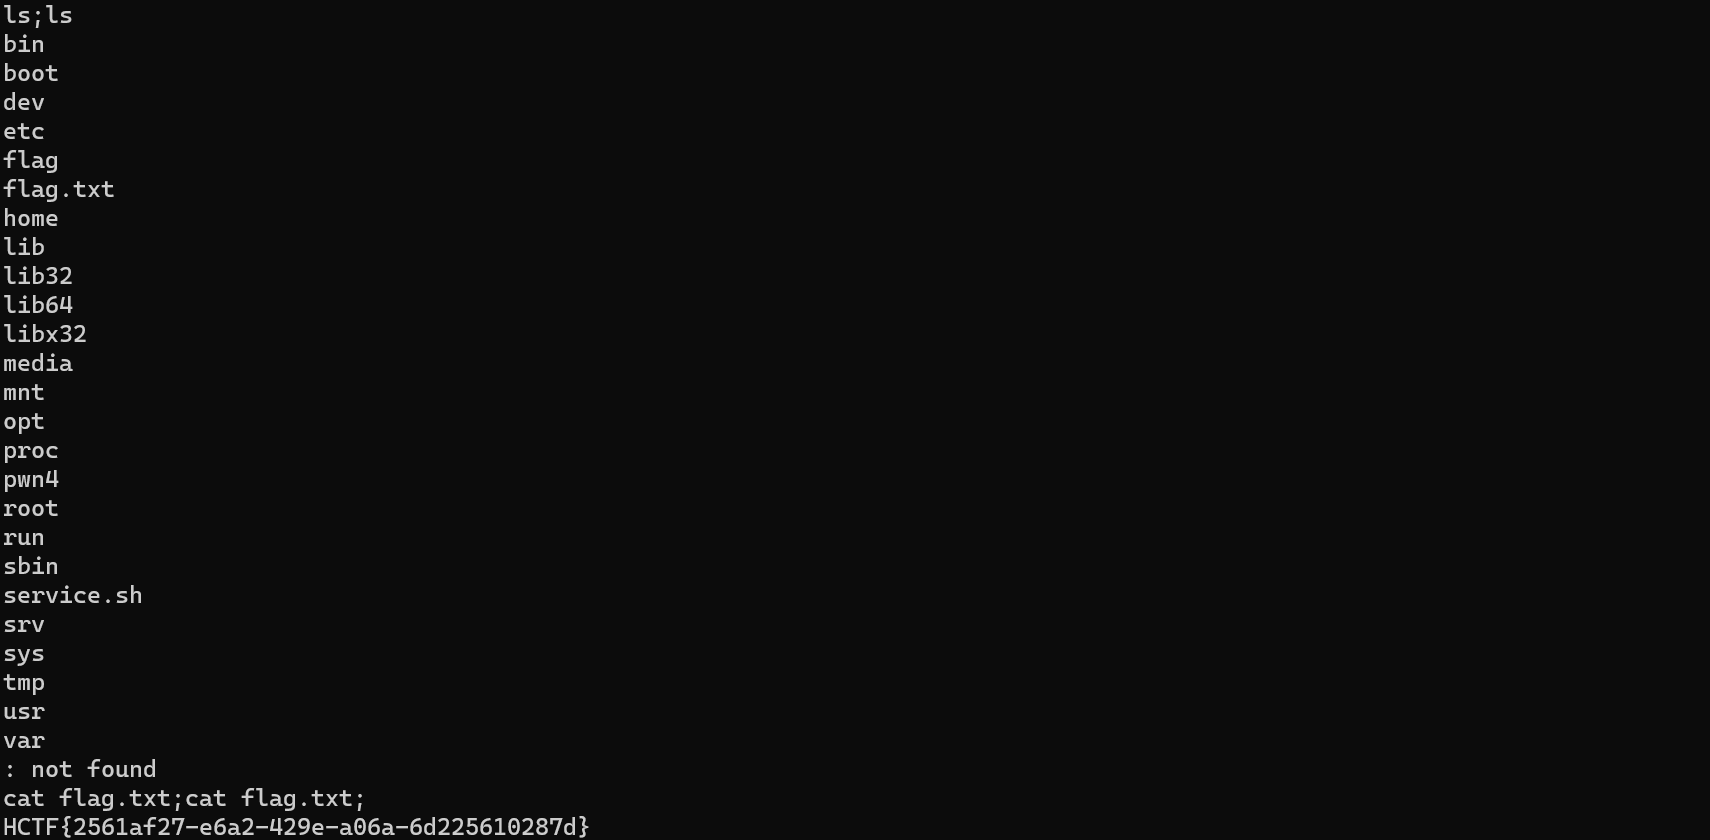 ls;ls
bin
boot
dev
etc
flag
flag.txt
home
lib
lib32
lib64
libx32
media
mnt
opt
proc
pwn4
root
run
sbin
service.sh
srv
sys
tmp
usr
var
: not found
cat flag.txt;cat flag.txt;
HCTF{2561af27-e6a2-429e-a06a-6d225610287d}